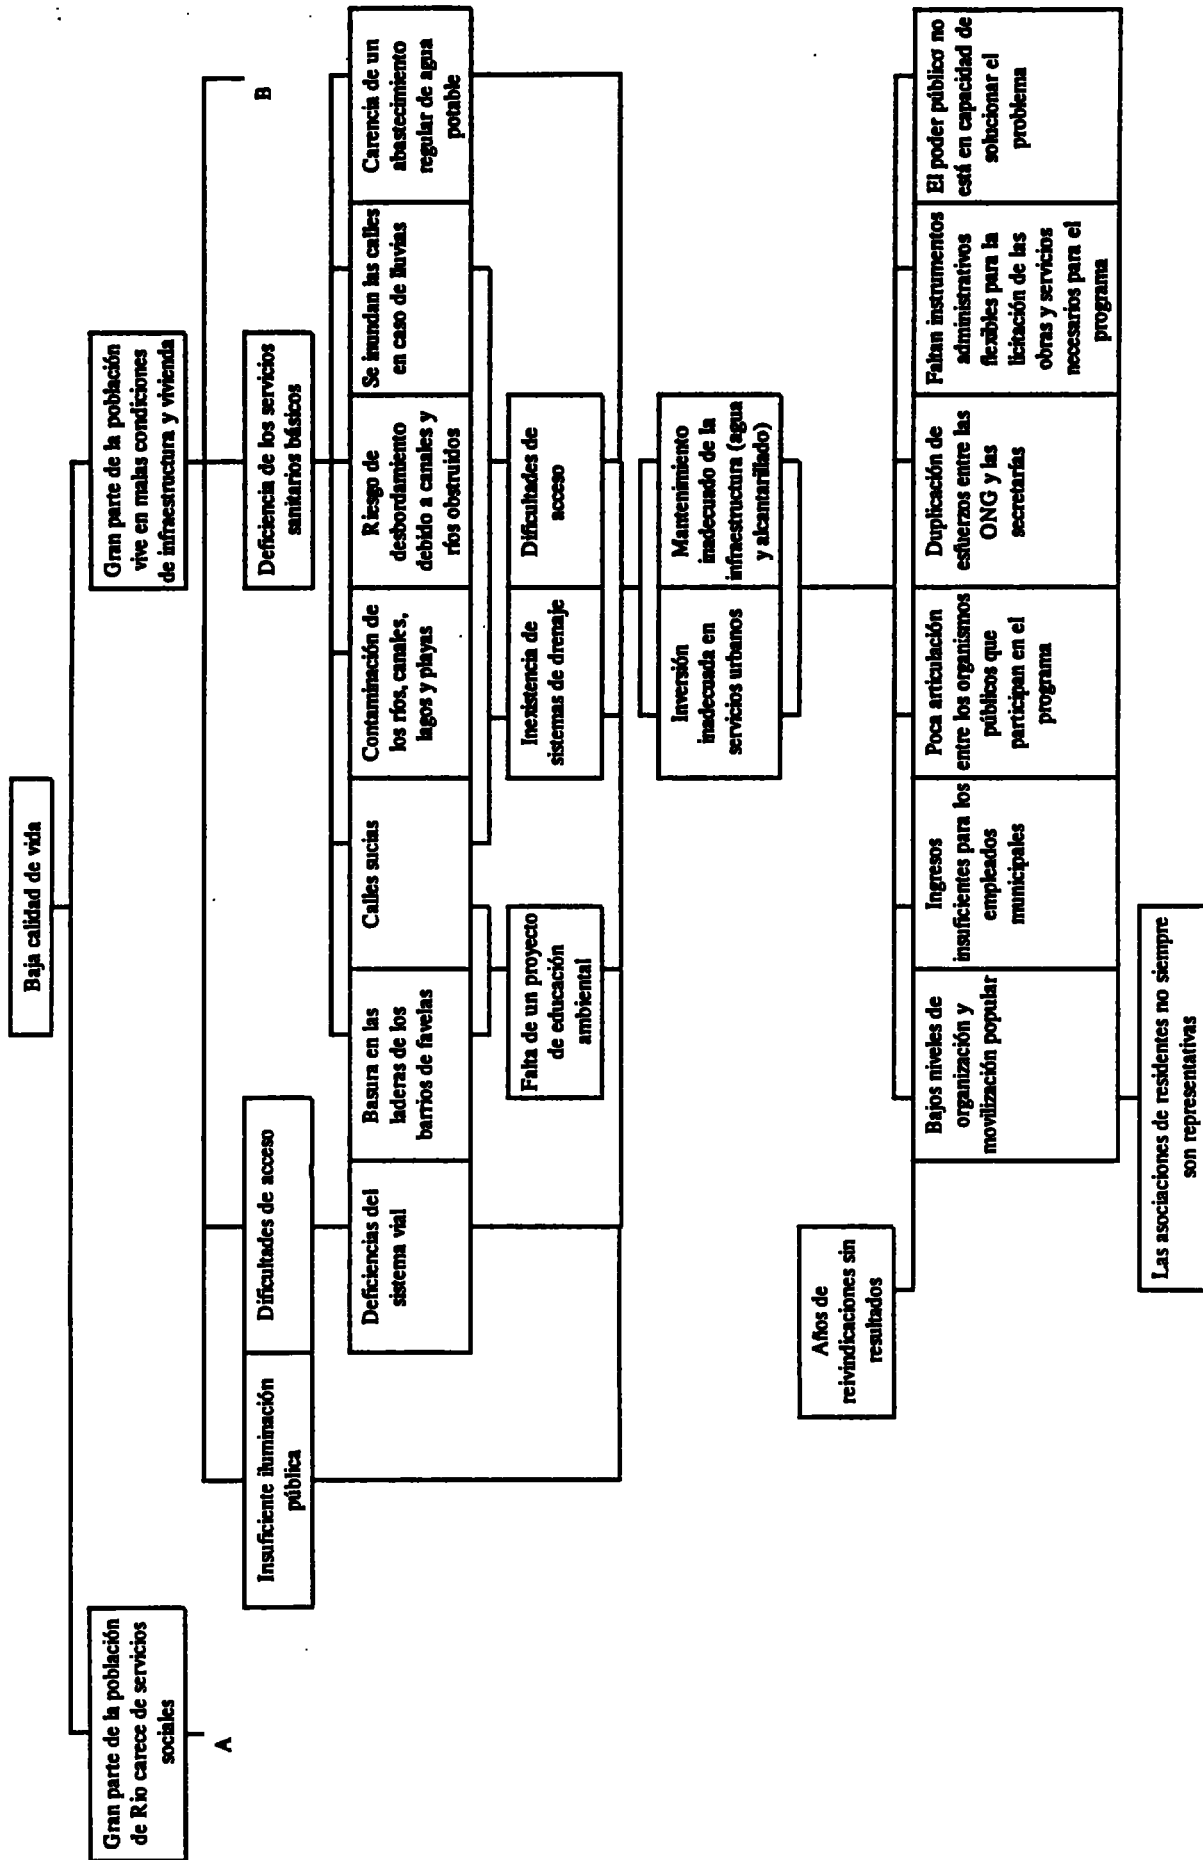 Baja calidad de vida
Gran parte de la población
de Rio carece de servicios
sociales
A
Gran parte de la población
vive en malas condiciones
de infraestructura y vivienda
B
Insuficiente iluminación
pública
Dificultades de acceso
Deficiencia de los servicios
sanitarios básicos
Deficiencias del
sistema vial
Basura en las
laderas de los
barrios de favelas
Calles sucias
Contaminación de
los ríos, canales,
lagos y playas
Riesgo de
desbordamiento
debido a canales y
ríos obstruidos
Se inundan las calles
en caso de lluvias
Carencia de un
abastecimiento
regular de agua
potable
Falta de un proyecto
de educación
ambiental
Inexistencia de
sistemas de drenaje
Dificultades de
acceso
Inversión
inadecuada en
servicios urbanos
Mantenimiento
inadecuado de la
infraestructura (agua
y alcantarillado)
Años de
reivindicaciones sin
resultados
Bajos niveles de
organización y
movilización popular
Ingresos
insuficientes para los
empleados
municipales
Poca articulación
entre los organismos
públicos que
participan en el
programa
Duplicación de
esfuerzos entre las
ONG y las
secretarías
Faltan instrumentos
administrativos
flexibles para la
licitación de las
obras y servicios
necesarios para el
programa
El poder público no
está en capacidad de
solucionar el
problema
Las asociaciones de residentes no siempre
son representativas